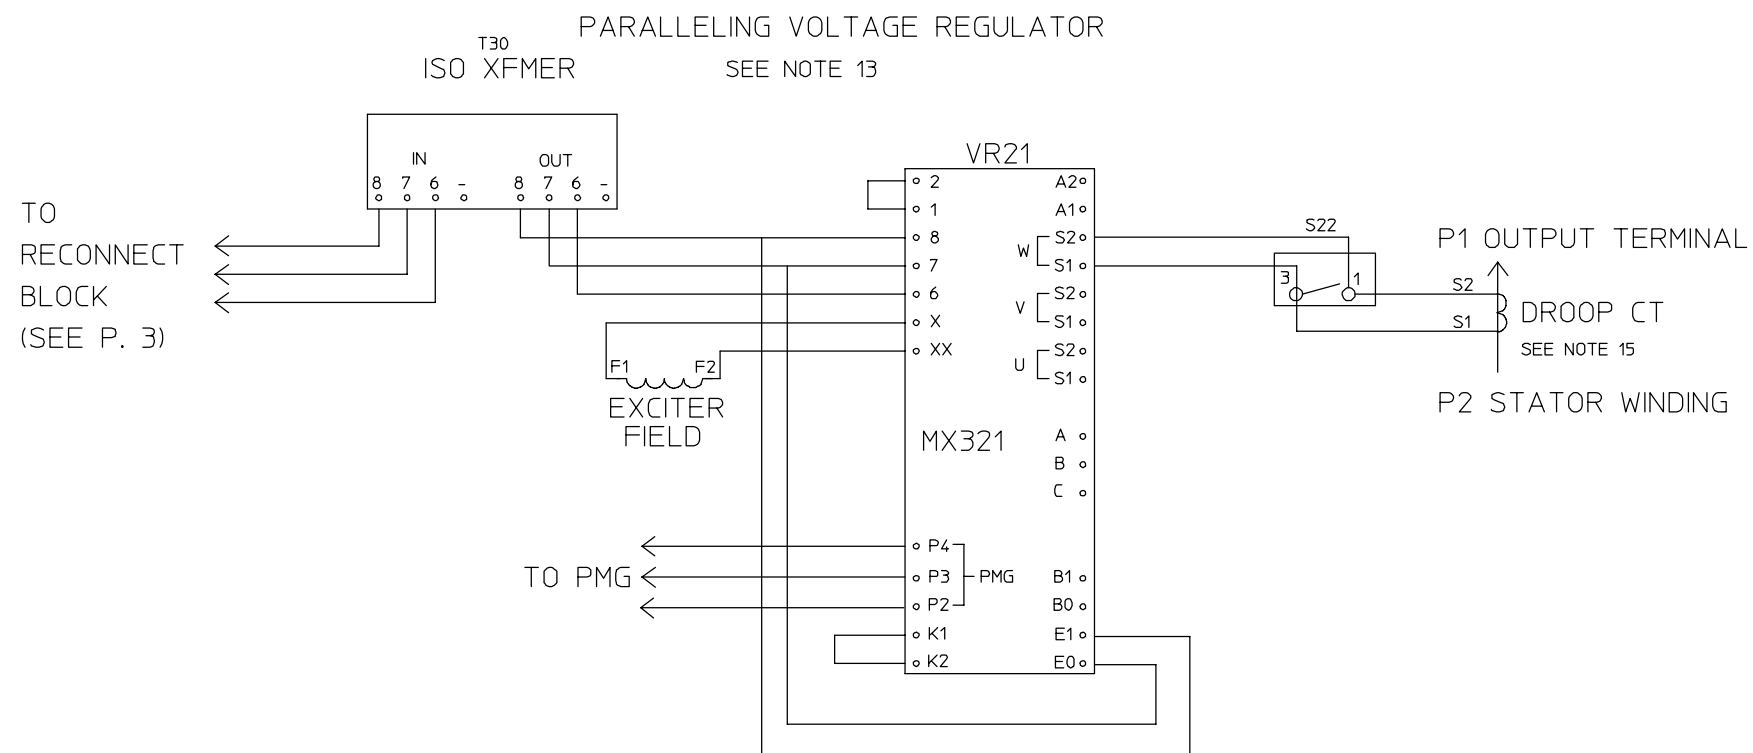 PARALLELING VOLTAGE REGULATOR
SEE NOTE 13
T30
ISO XFMER
IN
OUT
8 7 6 -
8 7 6 -
TO
RECONNECT
BLOCK
(SEE P. 3)
F1
F2
EXCITER
FIELD
VR21
2
1
8
7
6
X
XX
MX321
TO PMG
P4
P3
P2
PMG
K1
K2
A2
A1
W
S2
S1
V
S2
S1
U
S2
S1
A
B
C
B1
B0
E1
E0
S22
3
1
S2
S1
P1 OUTPUT TERMINAL
DROOP CT
SEE NOTE 15
P2 STATOR WINDING